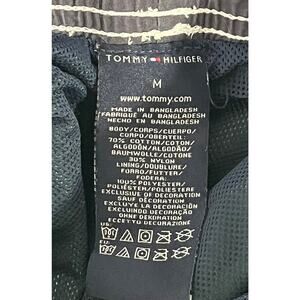 TOMMY HILFIGER
M
www.tommy.com
MADE IN BANGLADESH
FABRIQUÉ AU BANGLADESH
HECHO EN BANGLADESH
BODY/CORPS/CUERPO
CORPO/OBERTEIL:
70% COTTON/COTON/
ALGODÓN/ALGODÃO/
BAUMWOLLE/COTONE
30% NYLON
LINING/DOUBLURE/
FORRO/FUTTER/
FODERA:
100% POLYESTER/
POLIÉSTER/POLIESTERE
EXCLUSIVE OF DECORATION
SAUF DÉCORATION
EXCLUYE LA DECORACIÓN
EXCLUINDO DECORAÇÃO
OHNE DEKORATION
ECCETTO DECORAZIONE
US: